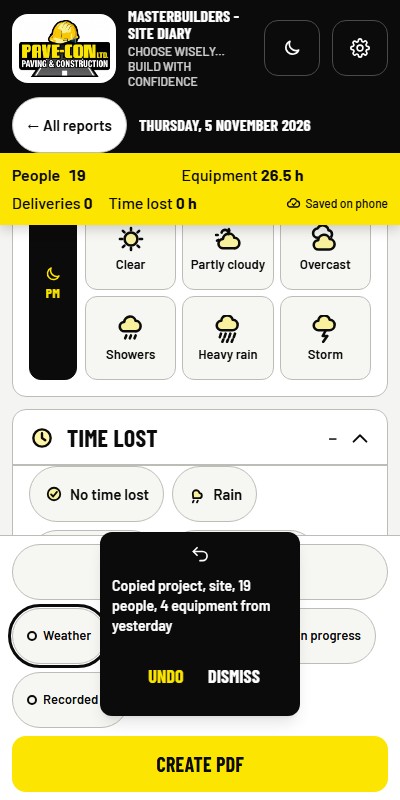 PAVE-CON LTD.
PAVING & CONSTRUCTION
MASTERBUILDERS –
SITE DIARY
CHOOSE WISELY...
BUILD WITH
CONFIDENCE
← All reports
THURSDAY, 5 NOVEMBER 2026
People 19
Equipment 26.5 h
Deliveries 0 Time lost 0 h
Saved on phone
PM
Clear
Partly cloudy
Overcast
Showers
Heavy rain
Storm
TIME LOST
–
No time lost
Rain
Copied project, site, 19
people, 4 equipment from
yesterday
UNDO DISMISS
Weather
n progress
Recorded
CREATE PDF